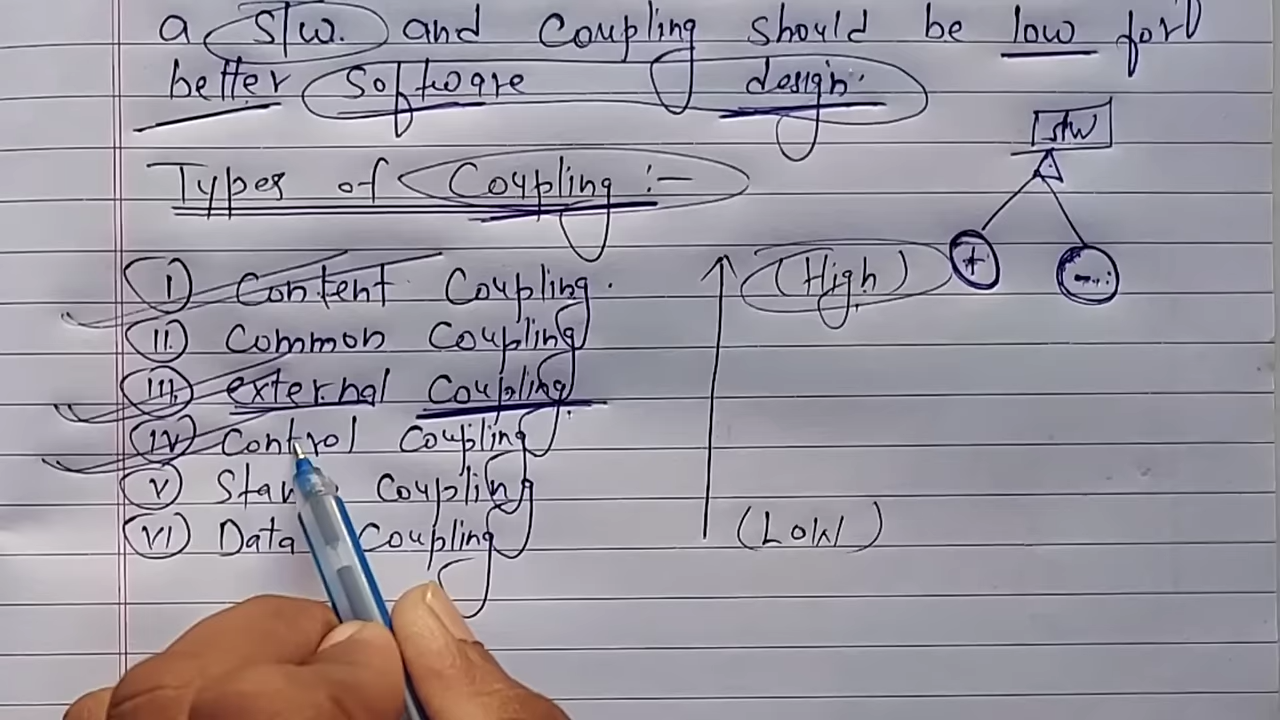 a S/w. and Coupling should be low for
better Software design.
s/w
Types of Coupling :-
(High)
+
i) Content Coupling.
ii. Common Coupling
iii. external Coupling
iv) Control Coupling
v) Coupling
vi) Data Coupling
(Low)